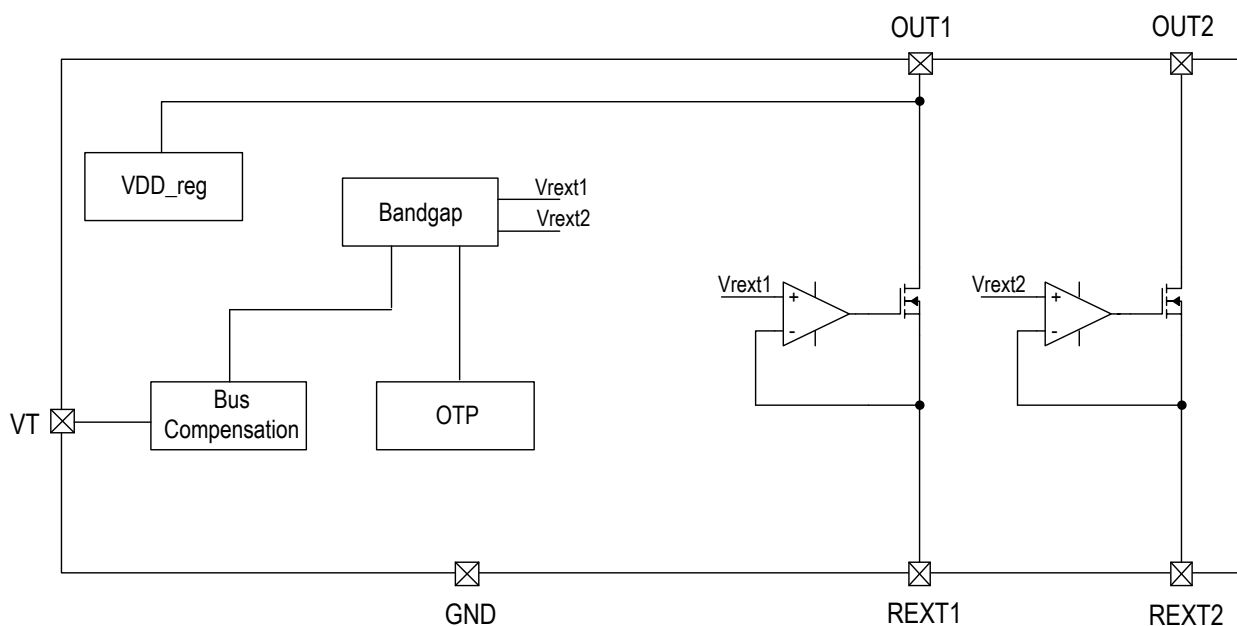 OUT1
OUT2
VDD_reg
Bandgap
Vrext1
Vrext2
Vrext1
+
-
Vrext2
+
-
VT
Bus
Compensation
OTP
GND
REXT1
REXT2